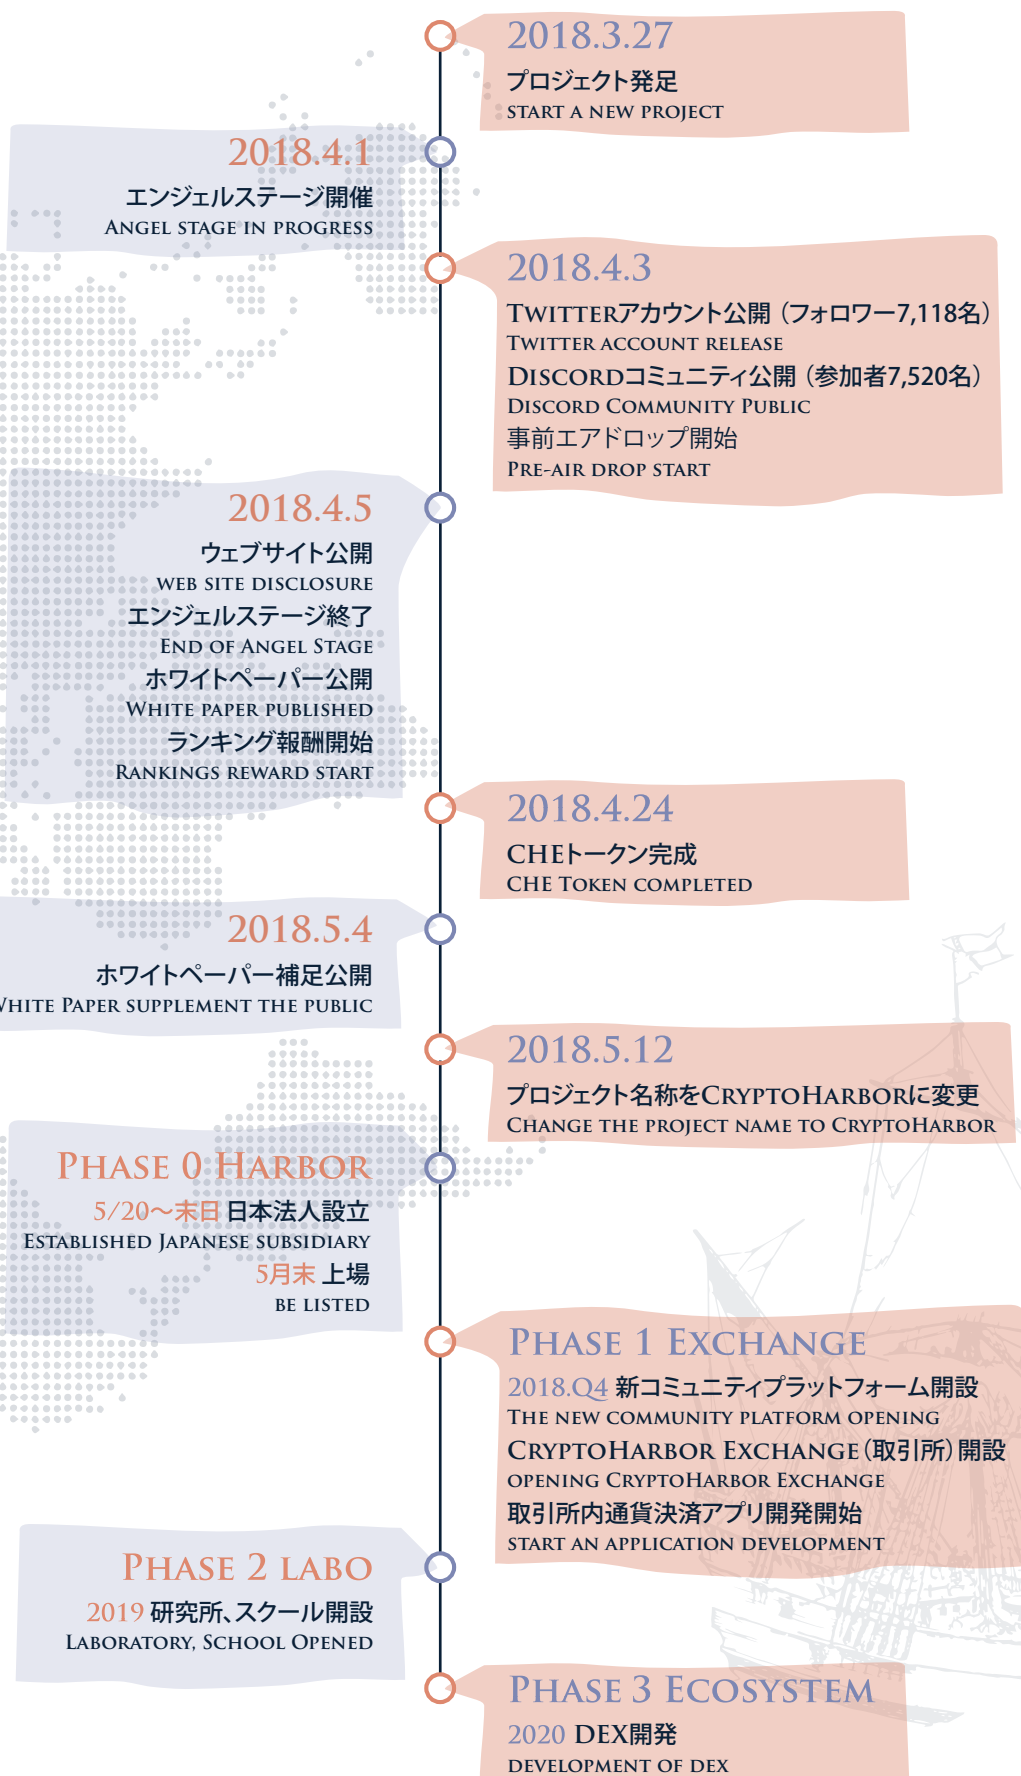 2018.3.27
プロジェクト発足
START A NEW PROJECT
2018.4.1
エンジェルステージ開催
ANGEL STAGE IN PROGRESS
2018.4.3
TWITTERアカウント公開（フォロワー7,118名）
TWITTER ACCOUNT RELEASE
DISCORDコミュニティ公開（参加者7,520名）
DISCORD COMMUNITY PUBLIC
事前エアドロップ開始
PRE-AIR DROP START
2018.4.5
ウェブサイト公開
WEB SITE DISCLOSURE
エンジェルステージ終了
END OF ANGEL STAGE
ホワイトペーパー公開
WHITE PAPER PUBLISHED
ランキング報酬開始
RANKINGS REWARD START
2018.4.24
CHEトークン完成
CHE TOKEN COMPLETED
2018.5.4
ホワイトペーパー補足公開
WHITE PAPER SUPPLEMENT THE PUBLIC
2018.5.12
プロジェクト名称をCRYPTOHARBORに変更
CHANGE THE PROJECT NAME TO CRYPTOHARBOR
PHASE 0 HARBOR
5/20〜末日 日本法人設立
ESTABLISHED JAPANESE SUBSIDIARY
5月末 上場
BE LISTED
PHASE 1 EXCHANGE
2018.Q4 新コミュニティプラットフォーム開設
THE NEW COMMUNITY PLATFORM OPENING
CRYPTOHARBOR EXCHANGE（取引所）開設
OPENING CRYPTOHARBOR EXCHANGE
取引所内通貨決済アプリ開発開始
START AN APPLICATION DEVELOPMENT
PHASE 2 LABO
2019 研究所、スクール開設
LABORATORY, SCHOOL OPENED
PHASE 3 ECOSYSTEM
2020 DEX開発
DEVELOPMENT OF DEX